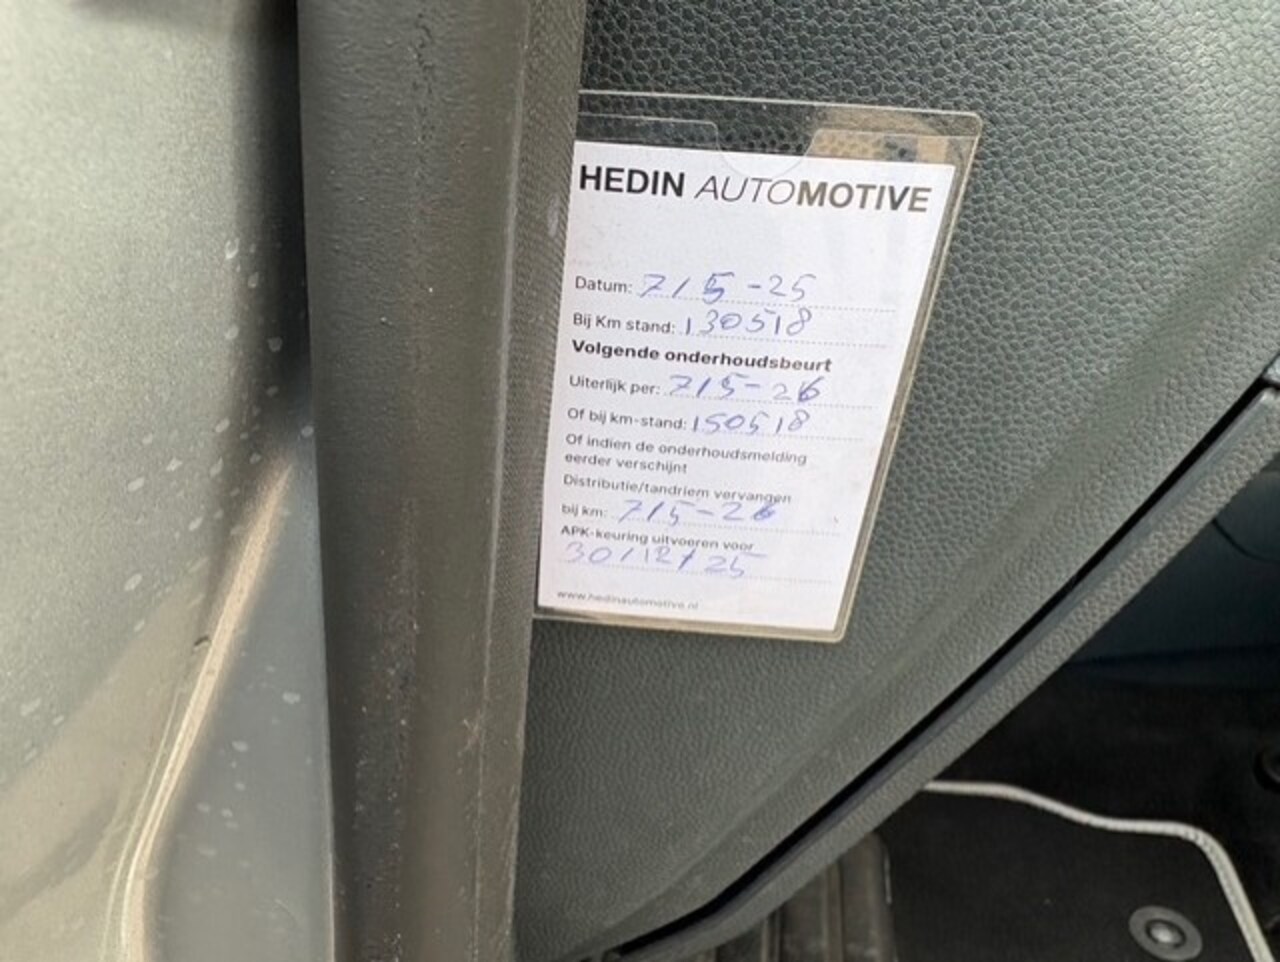 HEDIN AUTOMOTIVE
Datum: 7/5-25
Bij Km stand: 130518
Volgende onderhoudsbeurt
Uiterlijk per: 7/5-26
Of bij km-stand: 150518
Of indien de onderhoudsmelding
eerder verschijnt
Distributie/tandriem vervangen
bij km: 7/5-26
APK-keuring uitvoeren voor
30/12/25
www.hedinautomotive.nl